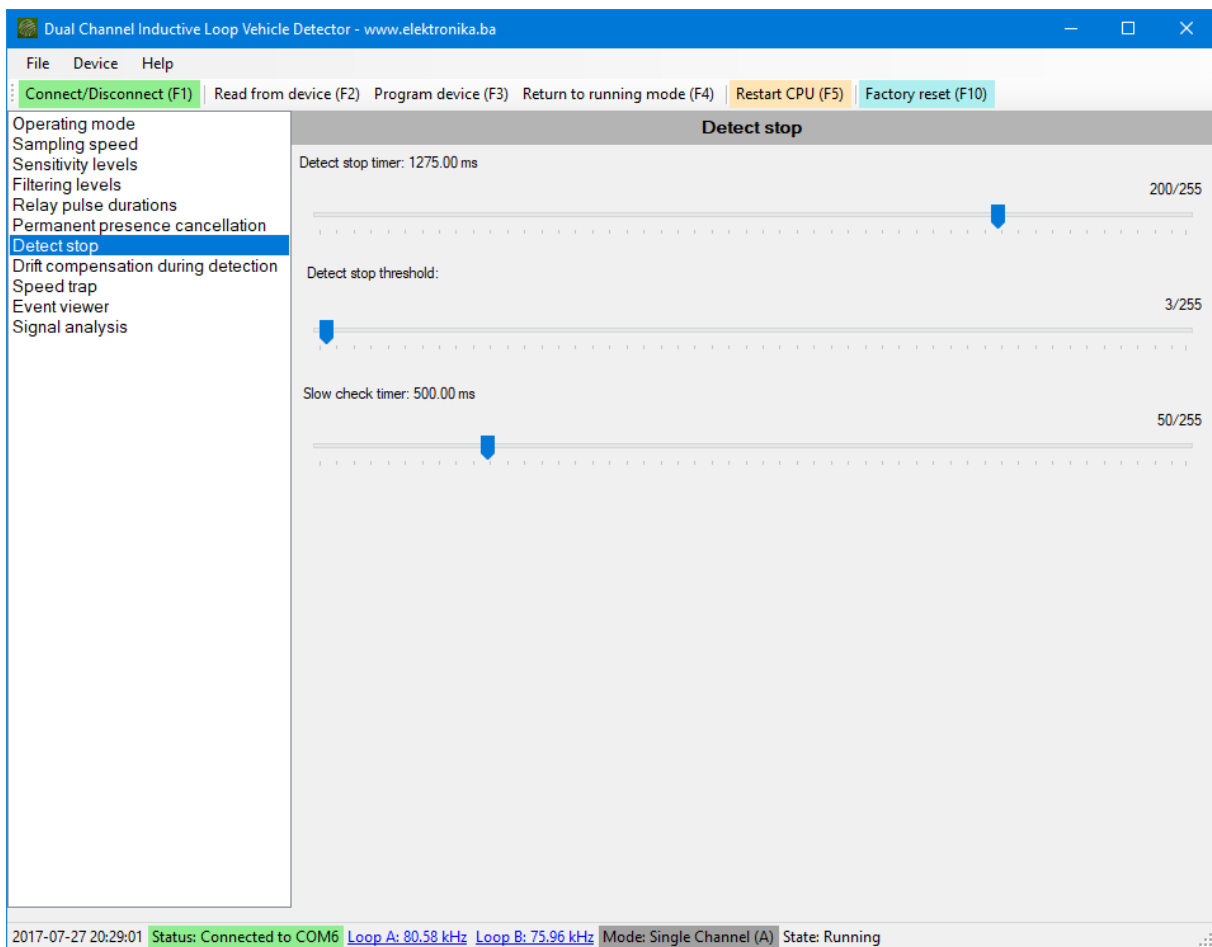 Dual Channel Inductive Loop Vehicle Detector - www.elektronika.ba
File Device Help
Connect/Disconnect (F1) Read from device (F2) Program device (F3) Return to running mode (F4) Restart CPU (F5) Factory reset (F10)
Operating mode
Sampling speed
Sensitivity levels
Filtering levels
Relay pulse durations
Permanent presence cancellation
Detect stop
Drift compensation during detection
Speed trap
Event viewer
Signal analysis
Detect stop
Detect stop timer: 1275.00 ms
200/255
Detect stop threshold:
3/255
Slow check timer: 500.00 ms
50/255
2017-07-27 20:29:01 Status: Connected to COM6 Loop A: 80.58 kHz Loop B: 75.96 kHz Mode: Single Channel (A) State: Running